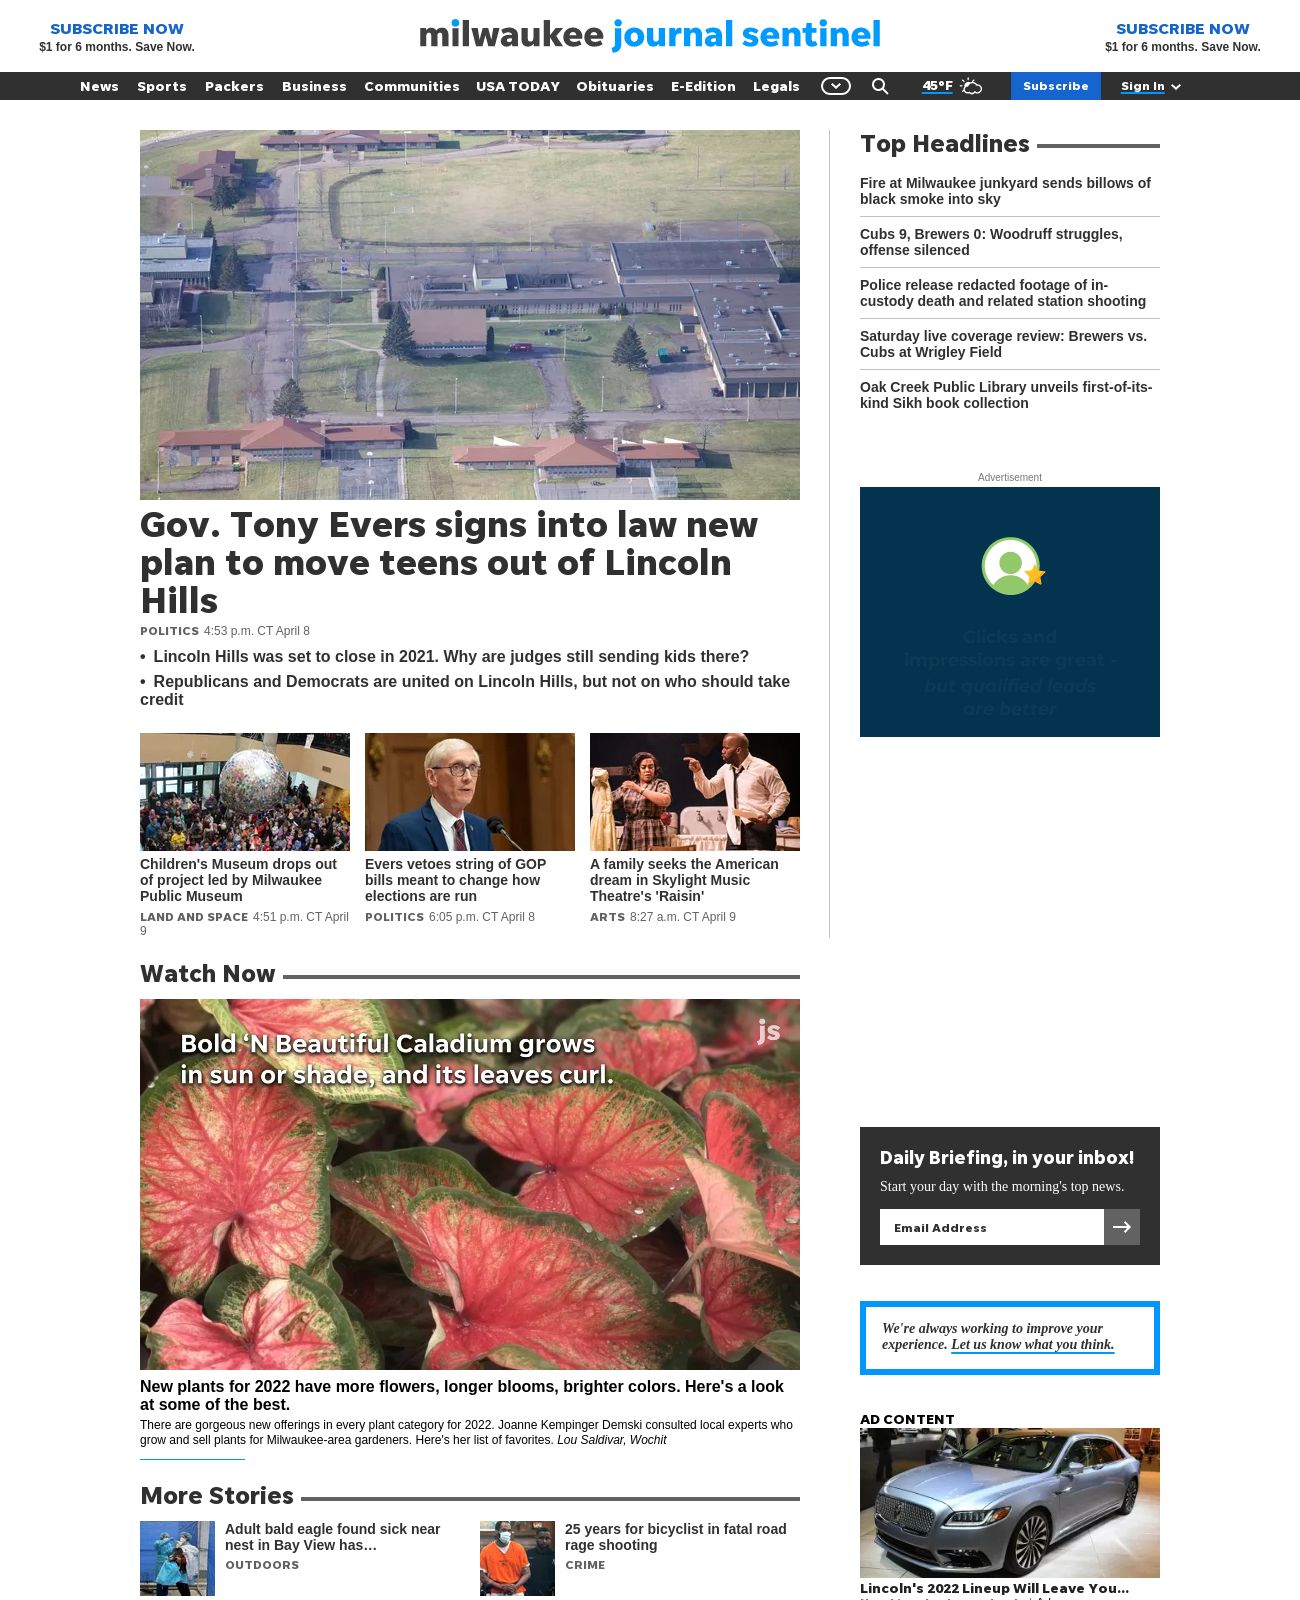 SUBSCRIBE NOW
$1 for 6 months. Save Now.
milwaukee journal sentinel
SUBSCRIBE NOW
$1 for 6 months. Save Now.
News Sports Packers Business Communities USA TODAY Obituaries E-Edition Legals 45°F Subscribe Sign In
Gov. Tony Evers signs into law new
plan to move teens out of Lincoln
Hills
POLITICS 4:53 p.m. CT April 8
• Lincoln Hills was set to close in 2021. Why are judges still sending kids there?
• Republicans and Democrats are united on Lincoln Hills, but not on who should take
credit
Children's Museum drops out
of project led by Milwaukee
Public Museum
LAND AND SPACE 4:51 p.m. CT April
9
Evers vetoes string of GOP
bills meant to change how
elections are run
POLITICS 6:05 p.m. CT April 8
A family seeks the American
dream in Skylight Music
Theatre's 'Raisin'
ARTS 8:27 a.m. CT April 9
Top Headlines
Fire at Milwaukee junkyard sends billows of
black smoke into sky
Cubs 9, Brewers 0: Woodruff struggles,
offense silenced
Police release redacted footage of in-
custody death and related station shooting
Saturday live coverage review: Brewers vs.
Cubs at Wrigley Field
Oak Creek Public Library unveils first-of-its-
kind Sikh book collection
Advertisement
Clicks and
impressions are great -
but qualified leads
are better
Watch Now
Bold ‘N Beautiful Caladium grows
in sun or shade, and its leaves curl.
js
New plants for 2022 have more flowers, longer blooms, brighter colors. Here's a look
at some of the best.
There are gorgeous new offerings in every plant category for 2022. Joanne Kempinger Demski consulted local experts who
grow and sell plants for Milwaukee-area gardeners. Here's her list of favorites. Lou Saldivar, Wochit
Daily Briefing, in your inbox!
Start your day with the morning's top news.
Email Address
We're always working to improve your
experience. Let us know what you think.
AD CONTENT
Lincoln's 2022 Lineup Will Leave You...
More Stories
Adult bald eagle found sick near
nest in Bay View has…
OUTDOORS
25 years for bicyclist in fatal road
rage shooting
CRIME